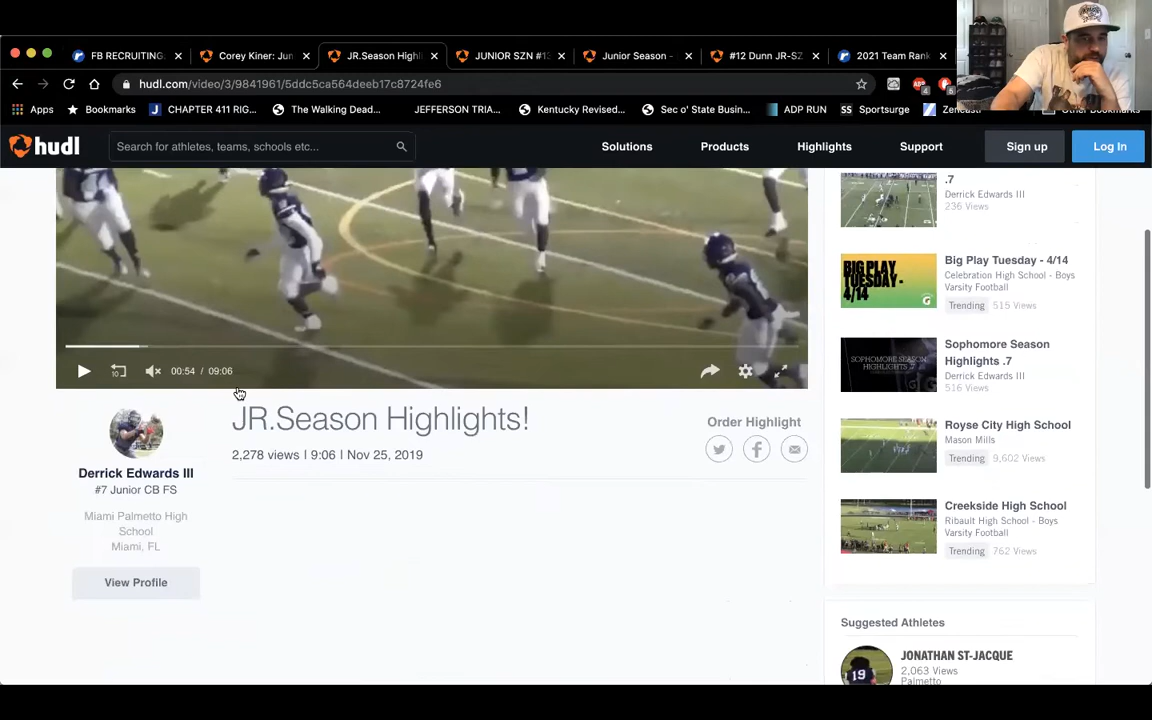 FB RECRUITING
Corey Kiner: Jun
JR.Season Highl
JUNIOR SZN #1
Junior Season -
#12 Dunn JR-SZ
2021 Team Rank
hudl.com/video/3/9841961/5ddc5ca564deeb17c8724fe6
Apps
Bookmarks
CHAPTER 411 RIG...
The Walking Dead...
JEFFERSON TRIA...
Kentucky Revised...
Sec o' State Busin...
ADP RUN
SS Sportsurge
Zencast
Other Bookmarks
hudl
Search for athletes, teams, schools etc...
Solutions
Products
Highlights
Support
Sign up
Log In
.7
Derrick Edwards III
236 Views
BIG PLAY
TUESDAY -
4/14
Big Play Tuesday - 4/14
Celebration High School - Boys
Varsity Football
Trending 515 Views
SOPHOMORE SEASON
HIGHLIGHTS .7
Sophomore Season
Highlights .7
Derrick Edwards III
516 Views
10
00:54 / 09:06
JR.Season Highlights!
2,278 views | 9:06 | Nov 25, 2019
Order Highlight
Derrick Edwards III
#7 Junior CB FS
Miami Palmetto High
School
Miami, FL
View Profile
Royse City High School
Mason Mills
Trending 9,602 Views
Creekside High School
Ribault High School - Boys
Varsity Football
Trending 762 Views
Suggested Athletes
19
JONATHAN ST-JACQUE
2,063 Views
Palmetto